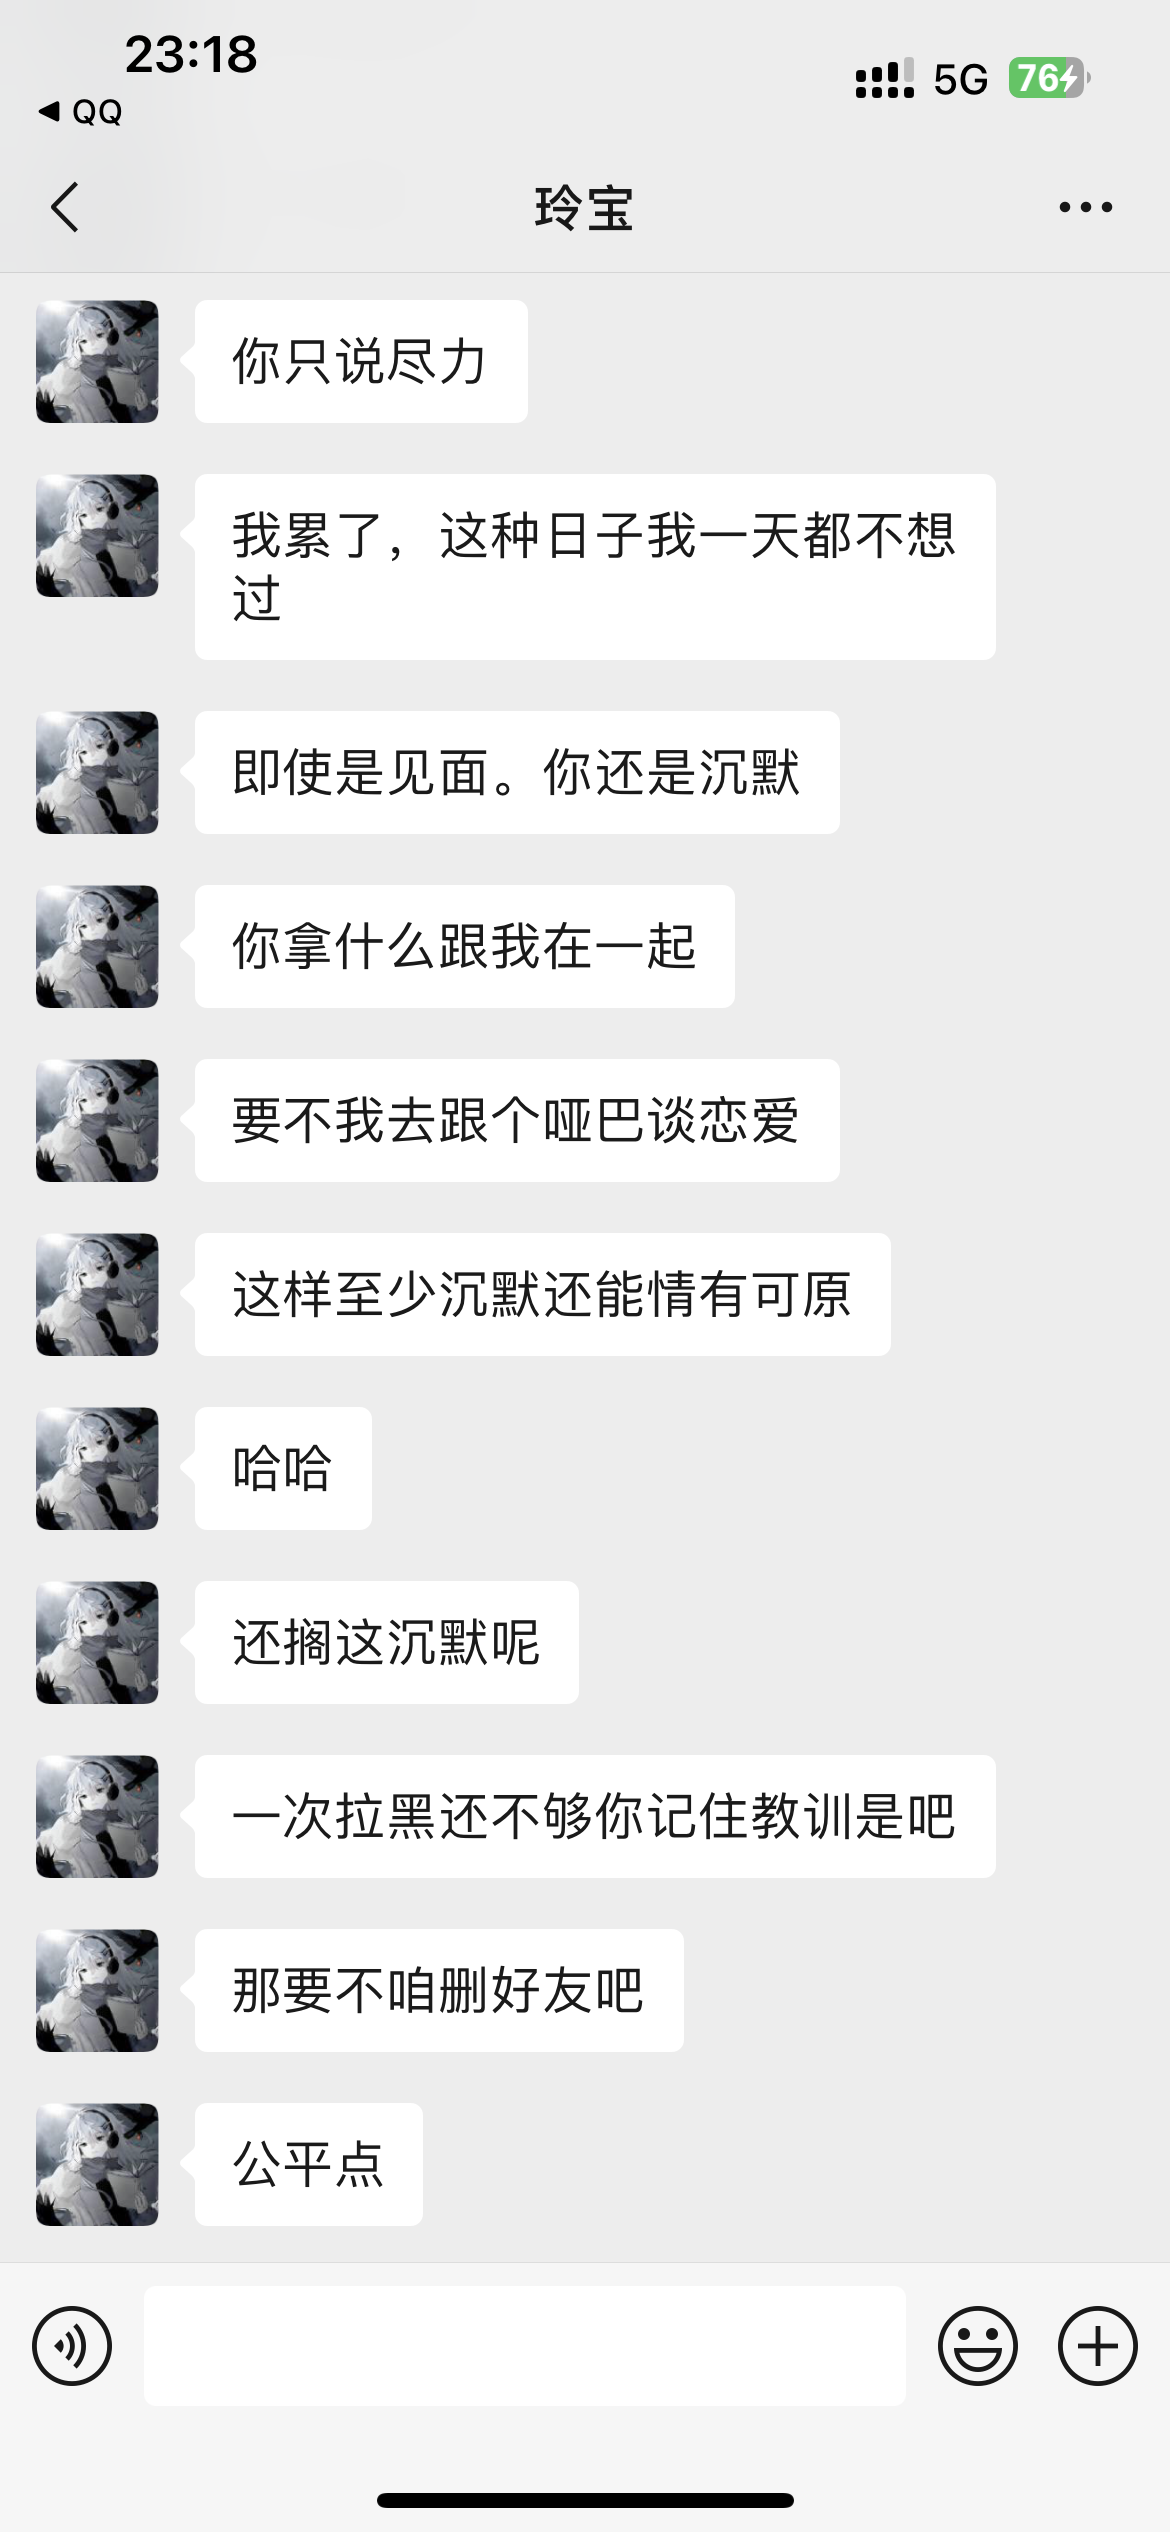 23:18
5G
76
QQ
玲宝
你只说尽力
我累了，这种日子我一天都不想
过
即使是见面。你还是沉默
你拿什么跟我在一起
要不我去跟个哑巴谈恋爱
这样至少沉默还能情有可原
哈哈
还搁这沉默呢
一次拉黑还不够你记住教训是吧
那要不咱删好友吧
公平点